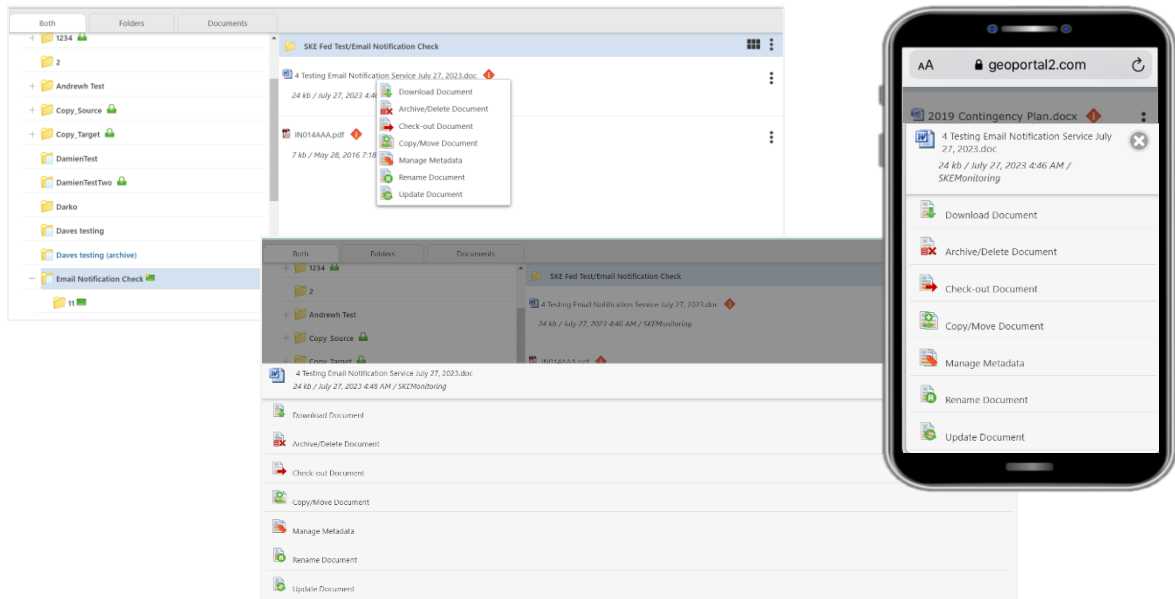 Both Folders Documents
1234
2
Andrewh Test
Copy_Source
Copy_Target
DamienTest
DamienTestTwo
Darko
Daves testing
Daves testing (archive)
Email Notification Check
11
SKE Fed Test/Email Notification Check
4 Testing Email Notification Service July 27, 2023.doc
24 kb / July 27, 2023 4:46
IN014AAA.pdf
7 kb / May 28, 2016 7:18
Download Document
Archive/Delete Document
Check-out Document
Copy/Move Document
Manage Metadata
Rename Document
Update Document
Both Folders Documents
1234
2
Andrewh Test
Copy_Source
Copy_Target
SKE Fed Test/Email Notification Check
4 Testing Email Notification Service July 27, 2023.doc
24 kb / July 27, 2023 4:46 AM / SKEMonitoring
IN014AAA.pdf
4 Testing Email Notification Service July 27, 2023.doc
24 kb / July 27, 2023 4:46 AM / SKEMonitoring
Download Document
Archive/Delete Document
Check-out Document
Copy/Move Document
Manage Metadata
Rename Document
Update Document
AA geoportal2.com
2019 Contingency Plan.docx
4 Testing Email Notification Service July
27, 2023.doc
24 kb / July 27, 2023 4:46 AM /
SKEMonitoring
Download Document
Archive/Delete Document
Check-out Document
Copy/Move Document
Manage Metadata
Rename Document
Update Document